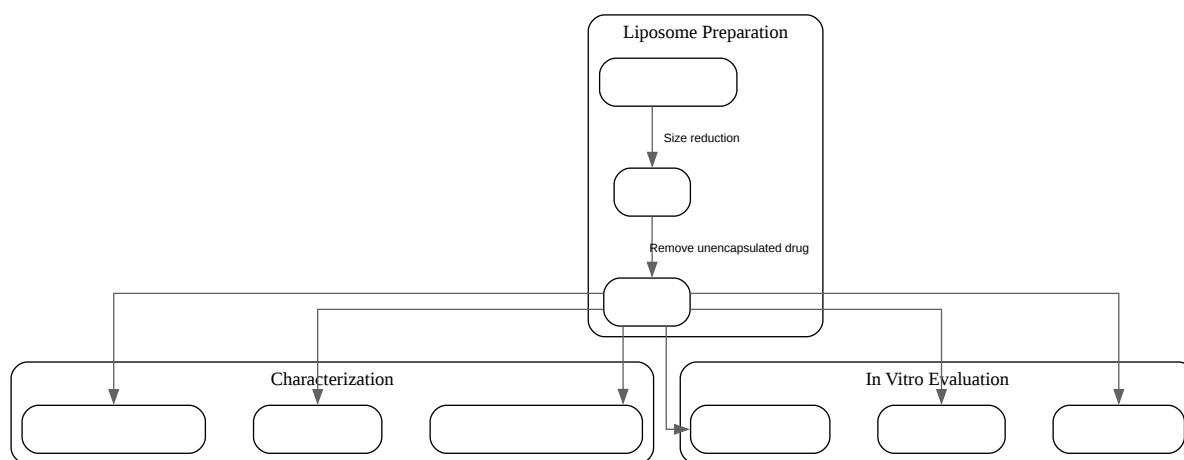 Liposome Preparation
Size reduction
Remove unencapsulated drug
Characterization
In Vitro Evaluation